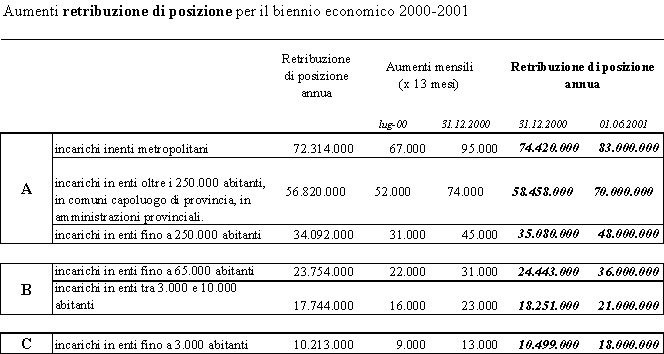 Aumenti retribuzione di posizione per il biennio economico 2000-2001
Retribuzione di posizione annua
Aumenti mensili (x 13 mesi)
Retribuzione di posizione annua
lug-00 31.12.2000 31.12.2000 01.06.2001
A
incarichi inenti metropolitani 72.314.000 67.000 95.000 74.420.000 83.000.000
incarichi in enti oltre i 250.000 abitanti,
in comuni capoluogo di provincia, in
amministrazioni provinciali.
56.820.000 52.000 74.000 58.458.000 70.000.000
incarichi in enti fino a 250.000 abitanti 34.092.000 31.000 45.000 35.080.000 48.000.000
B
incarichi in enti fino a 65.000 abitanti 23.754.000 22.000 31.000 24.443.000 36.000.000
incarichi in enti tra 3.000 e 10.000
abitanti 17.744.000 16.000 23.000 18.251.000 21.000.000
C incarichi in enti fino a 3.000 abitanti 10.213.000 9.000 13.000 10.499.000 18.000.000